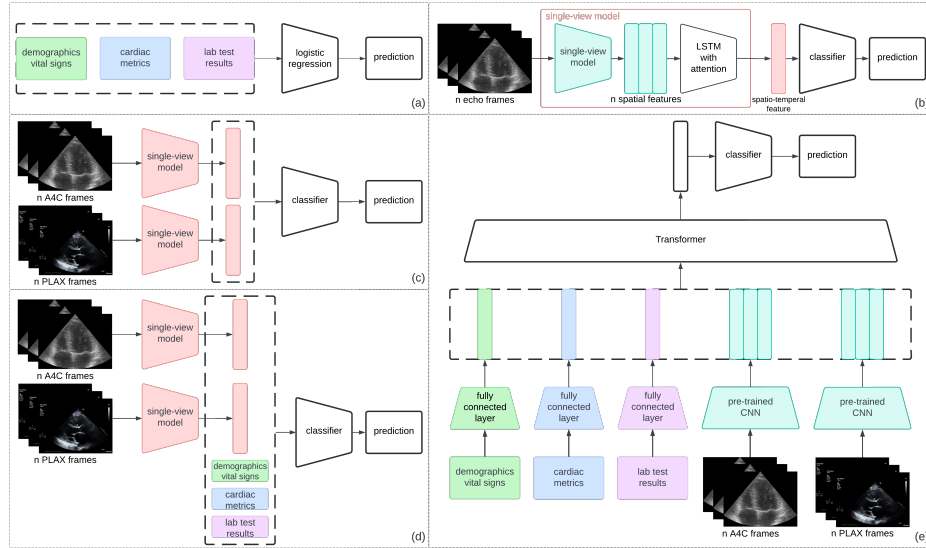 demographics
vital signs
cardiac
metrics
lab test
results
logistic
regression
prediction
(a)
single-view model
n echo frames
single-view
model
n spatial features
LSTM
with
attention
spatio-temporal
feature
classifier
prediction
(b)
n A4C frames
single-view
model
n PLAX frames
single-view
model
classifier
prediction
(c)
n A4C frames
single-view
model
n PLAX frames
single-view
model
demographics
vital signs
cardiac
metrics
lab test
results
classifier
prediction
(d)
classifier
prediction
Transformer
fully
connected
layer
fully
connected
layer
fully
connected
layer
pre-trained
CNN
pre-trained
CNN
demographics
vital signs
cardiac
metrics
lab test
results
n A4C frames
n PLAX frames
(e)